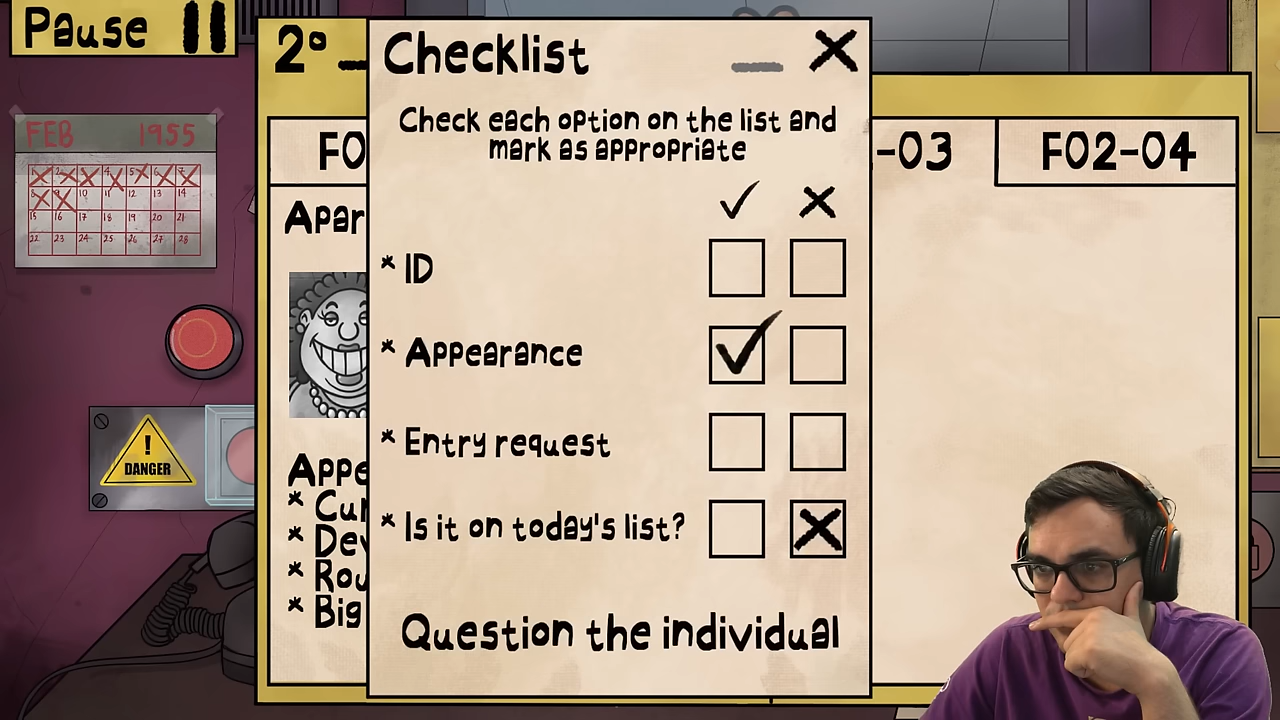 Pause
2°
Checklist
Check each option on the list and
mark as appropriate
* ID
* Appearance
* Entry request
* Is it on today's list?
Question the individual
-03
F02-04
FEB 1955
1 2 3 4 5 6 7
8 9 10 11 12 13 14
15 16 17 18 19 20 21
22 23 24 25 26 27 28
!
DANGER